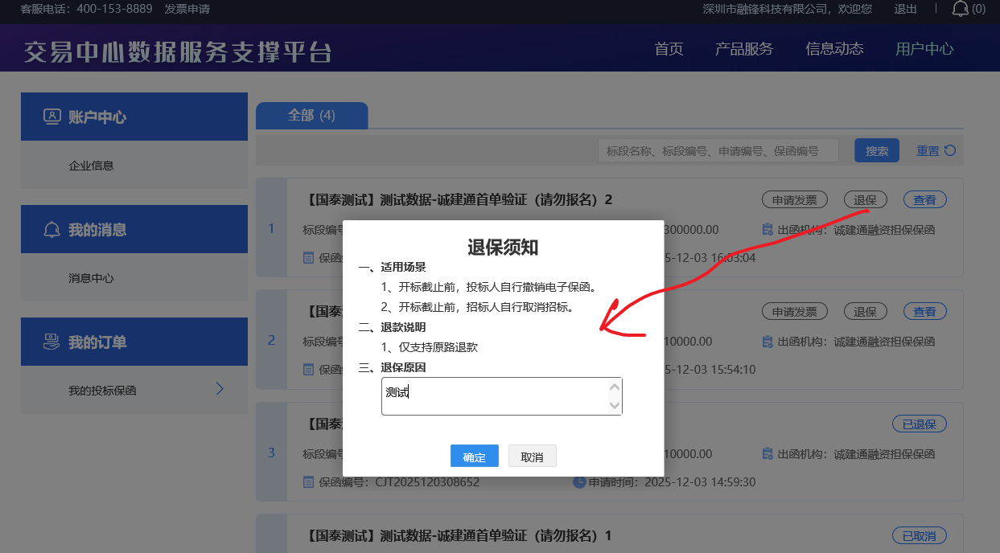 客服电话：400-153-8889 发票申请
深圳市融锋科技有限公司，欢迎您 退出 (0)
交易中心数据服务支撑平台
首页 产品服务 信息动态 用户中心
账户中心
企业信息
我的消息
消息中心
我的订单
我的投标保函
全部 (4)
标段名称、标段编号、申请编号、保函编号 搜索 重置
1
【国泰测试】测试数据-诚建通首单验证（请勿报名）2
申请发票 退保 查看
标段编号
300000.00
出函机构：诚建通融资担保保函
保函
5-12-03 16:03:04
2
【国泰
申请发票 退保 查看
标段编号
10000.00
出函机构：诚建通融资担保保函
保函
5-12-03 15:54:10
3
【国泰
已退保
标段编号
10000.00
出函机构：诚建通融资担保保函
保函编号：CJT2025120308652
申请时间：2025-12-03 14:59:30
【国泰测试】测试数据-诚建通首单验证（请勿报名）1
已取消
退保须知
一、适用场景
1、开标截止前，投标人自行撤销电子保函。
2、开标截止前，招标人自行取消招标。
二、退款说明
1、仅支持原路退款
三、退保原因
测试
确定 取消